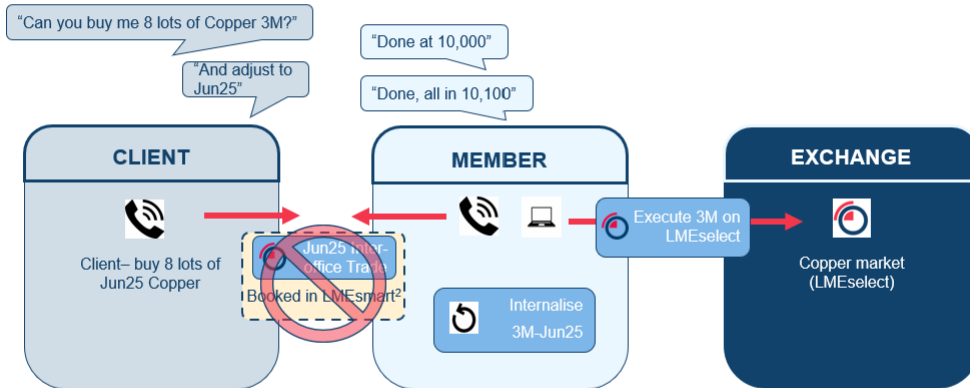 “Can you buy me 8 lots of Copper 3M?”
“Done at 10,000”
“And adjust to
Jun25”
“Done, all in 10,100”
CLIENT
MEMBER
EXCHANGE
Execute 3M on
LMEselect
Client– buy 8 lots of
Jun25 Copper
Jun25 Inter-
office Trade
Booked in LMEsmart²
Internalise
3M-Jun25
Copper market
(LMEselect)